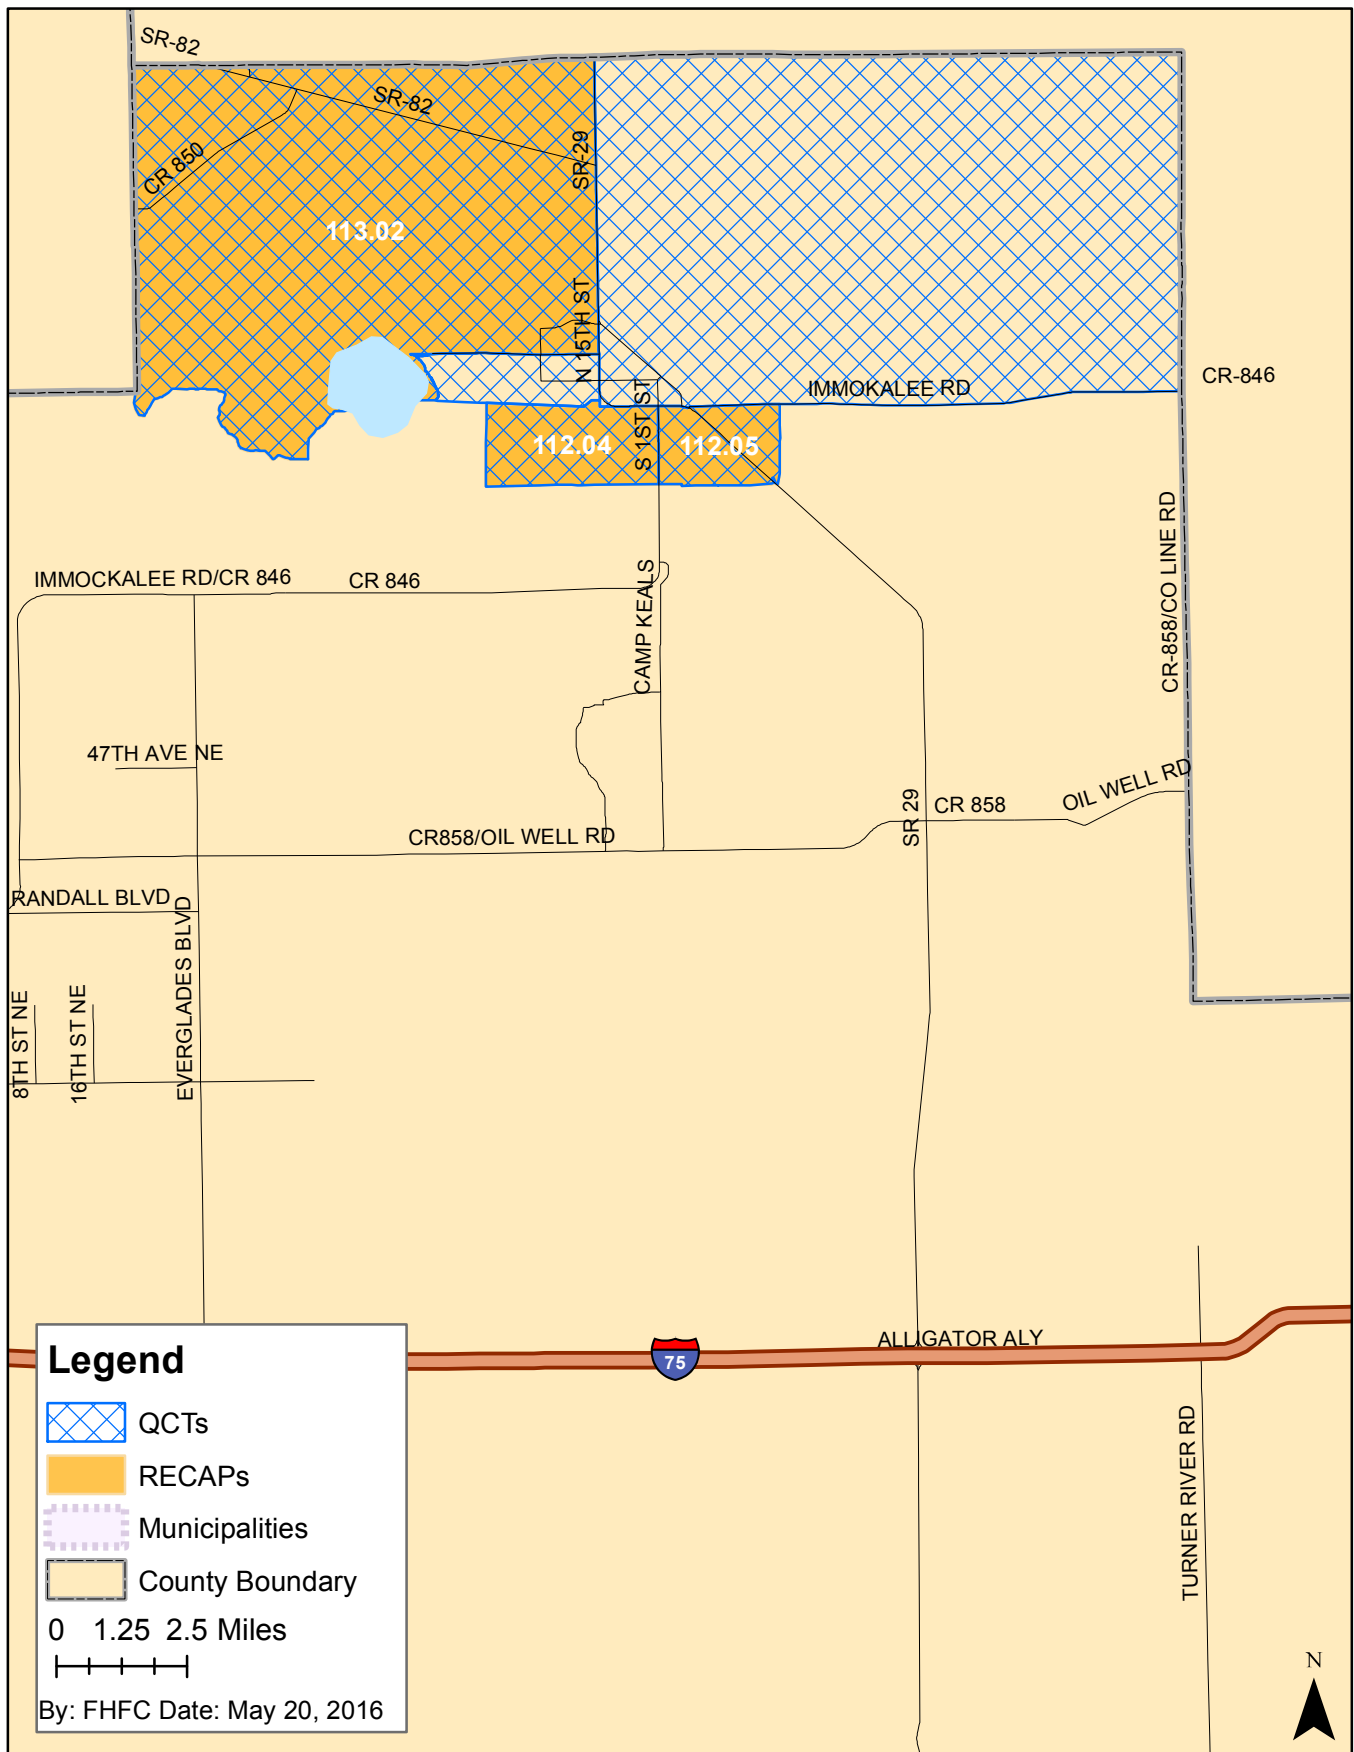 SR-82
SR-82
CR 850
SR-29
113.02
N 15TH ST
CR-846
IMMOKALEE RD
S 1ST ST
112.04
112.05
CR-858/CO LINE RD
IMMOCKALEE RD/CR 846
CR 846
CAMP KEALS
47TH AVE NE
OIL WELL RD
SR 29
CR 858
CR858/OIL WELL RD
RANDALL BLVD
EVERGLADES BLVD
8TH ST NE
16TH ST NE
ALLIGATOR ALY
75
TURNER RIVER RD
Legend
QCTs
RECAPs
Municipalities
County Boundary
0 1.25 2.5 Miles
By: FHFC Date: May 20, 2016
N